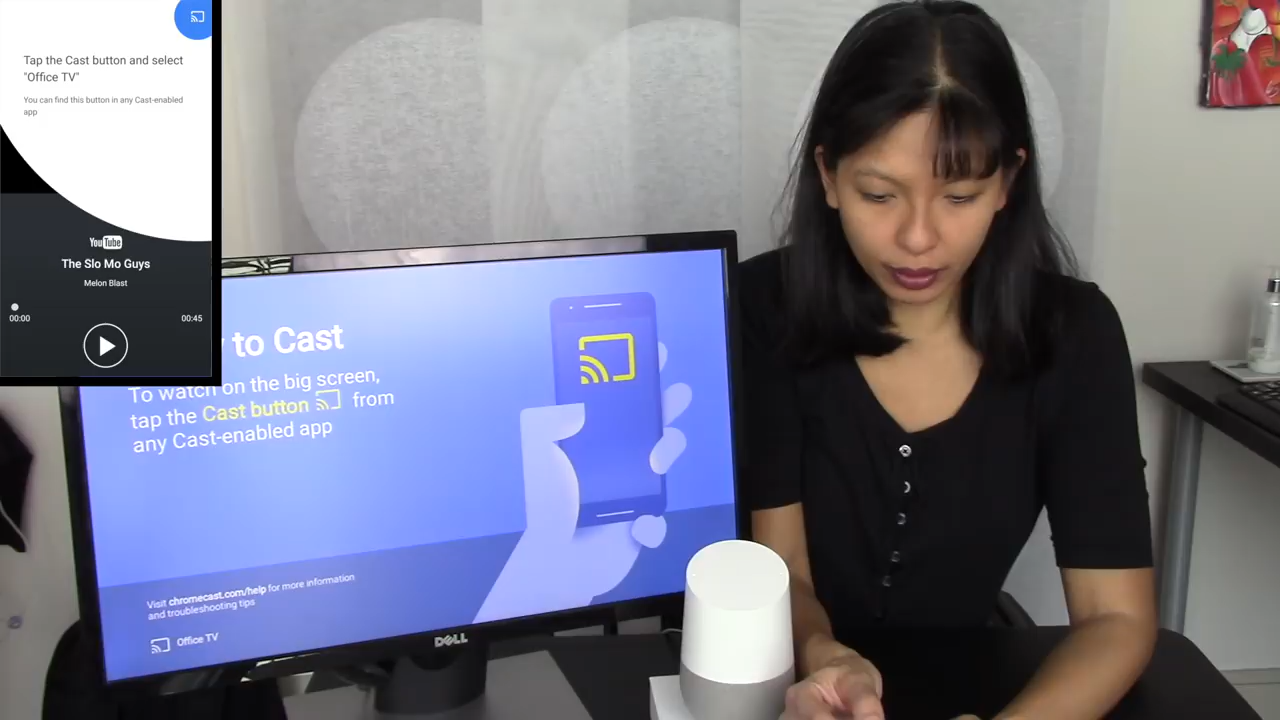 Tap the Cast button and select
"Office TV"
You can find this button in any Cast-enabled
app
YouTube
The Slo Mo Guys
Melon Blast
00:00
00:45
to Cast
To watch on the big screen,
tap the Cast button from
any Cast-enabled app
Visit chromecast.com/help for more information
and troubleshooting tips
Office TV
DELL